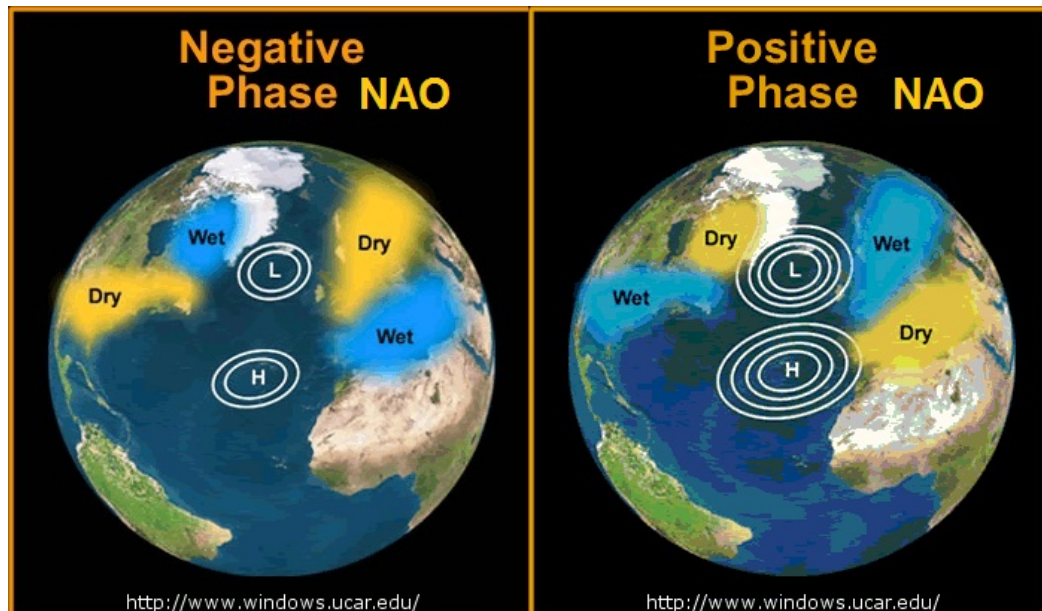 Negative
Phase NAO
Wet
L
Dry
Dry
Wet
H
http://www.windows.ucar.edu/
Positive
Phase NAO
Dry
L
Wet
Wet
Dry
H
http://www.windows.ucar.edu/